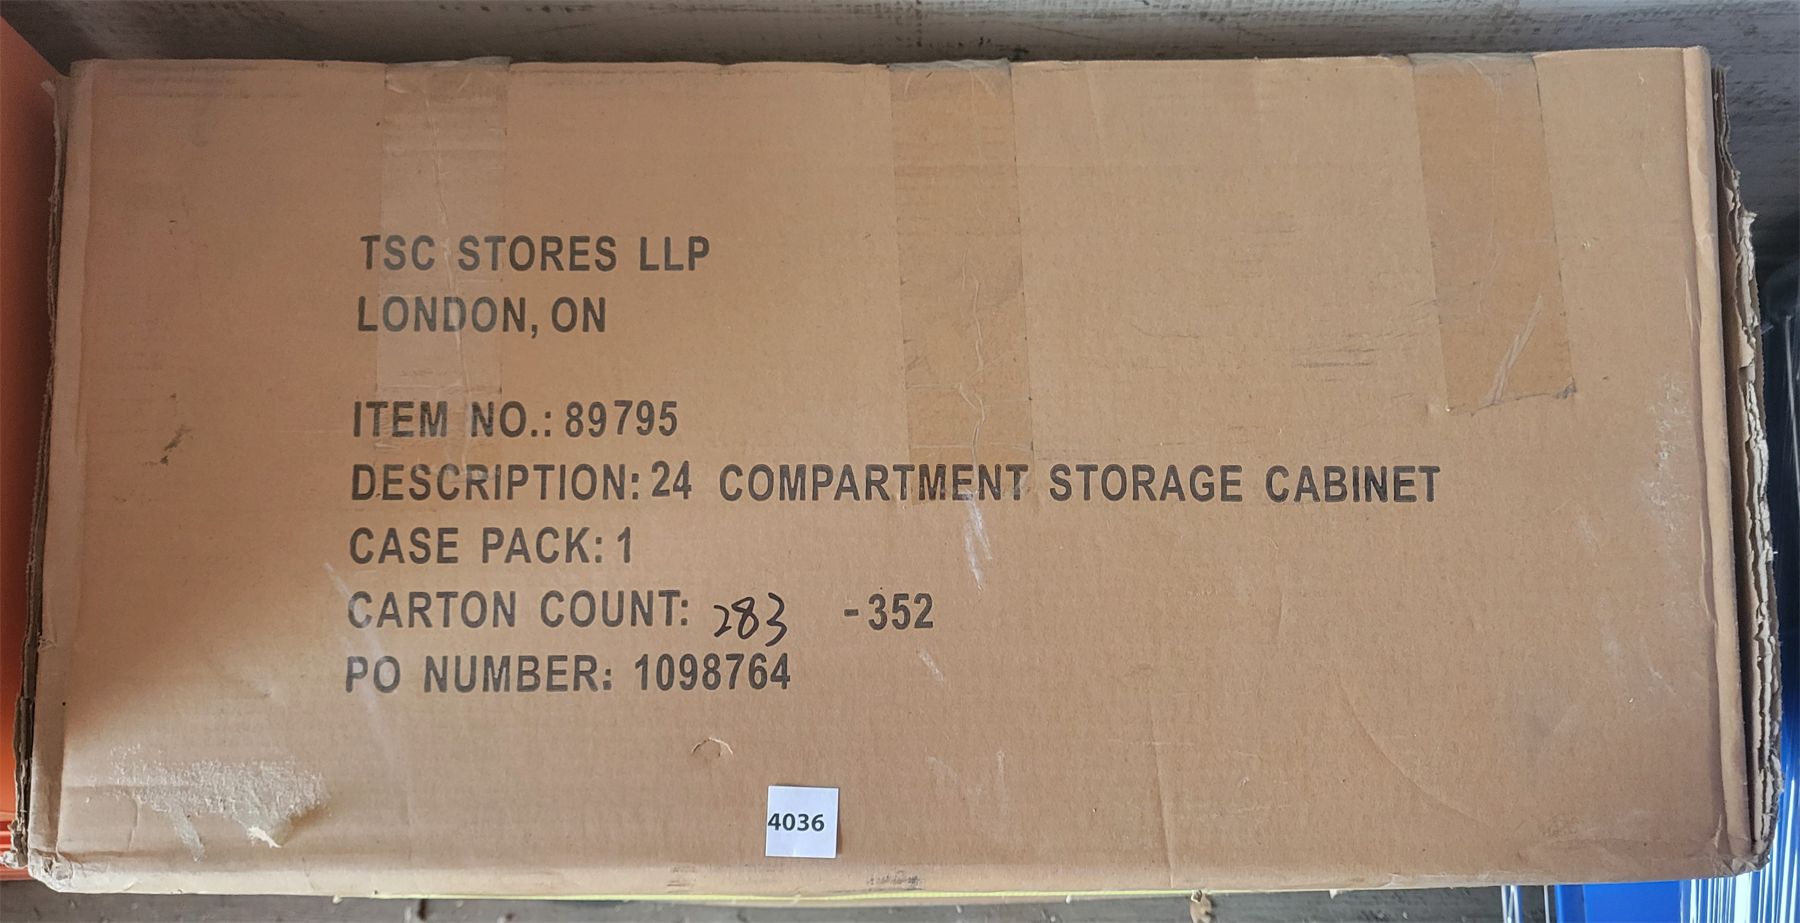 TSC STORES LLP
LONDON, ON
ITEM NO.: 89795
DESCRIPTION: 24 COMPARTMENT STORAGE CABINET
CASE PACK: 1
CARTON COUNT: 283 -352
PO NUMBER: 1098764
4036